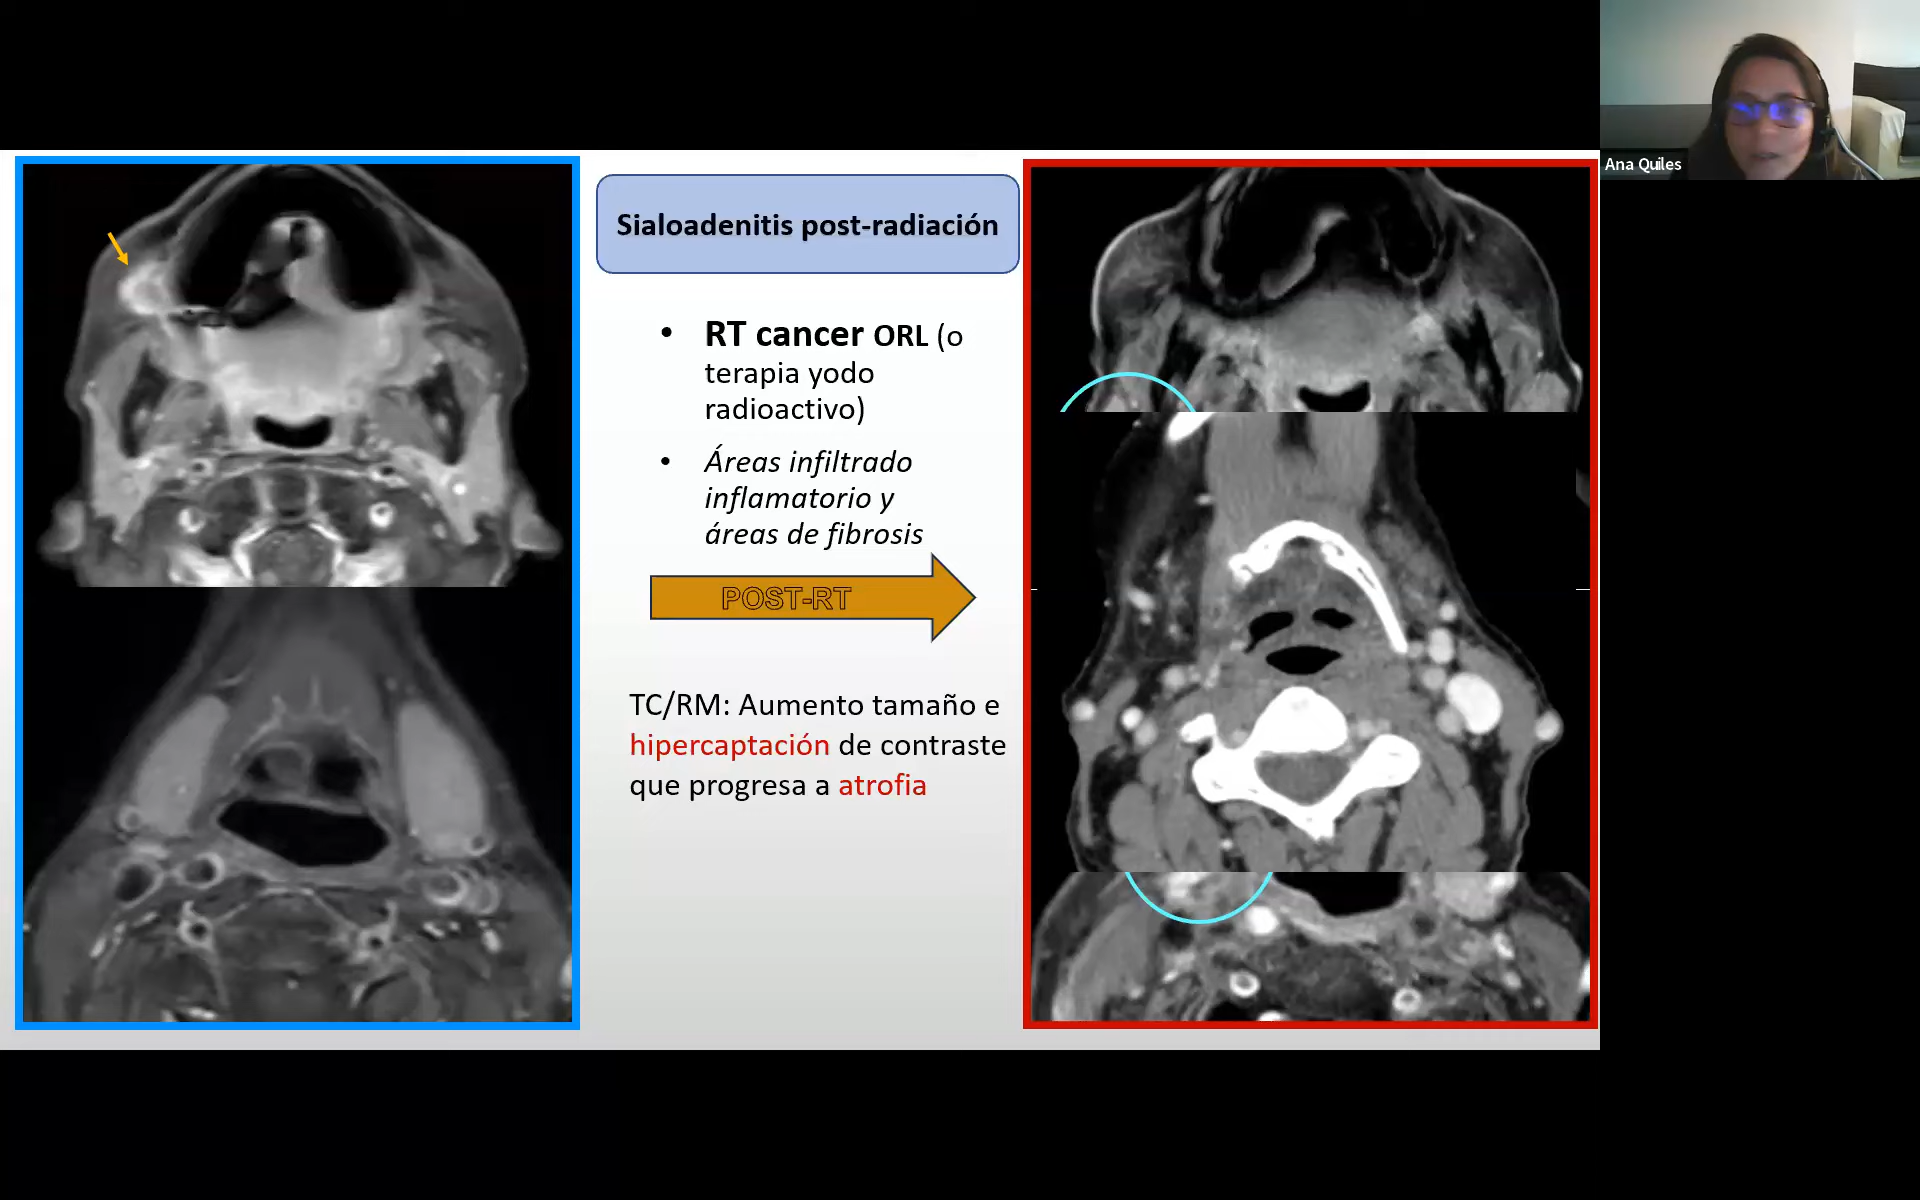 Ana Quiles
Sialoadenitis post-radiación
• RT cancer ORL (o
terapia yodo
radioactivo)
• Áreas infiltrado
inflamatorio y
áreas de fibrosis
POST-RT
TC/RM: Aumento tamaño e
hipercaptación de contraste
que progresa a atrofia